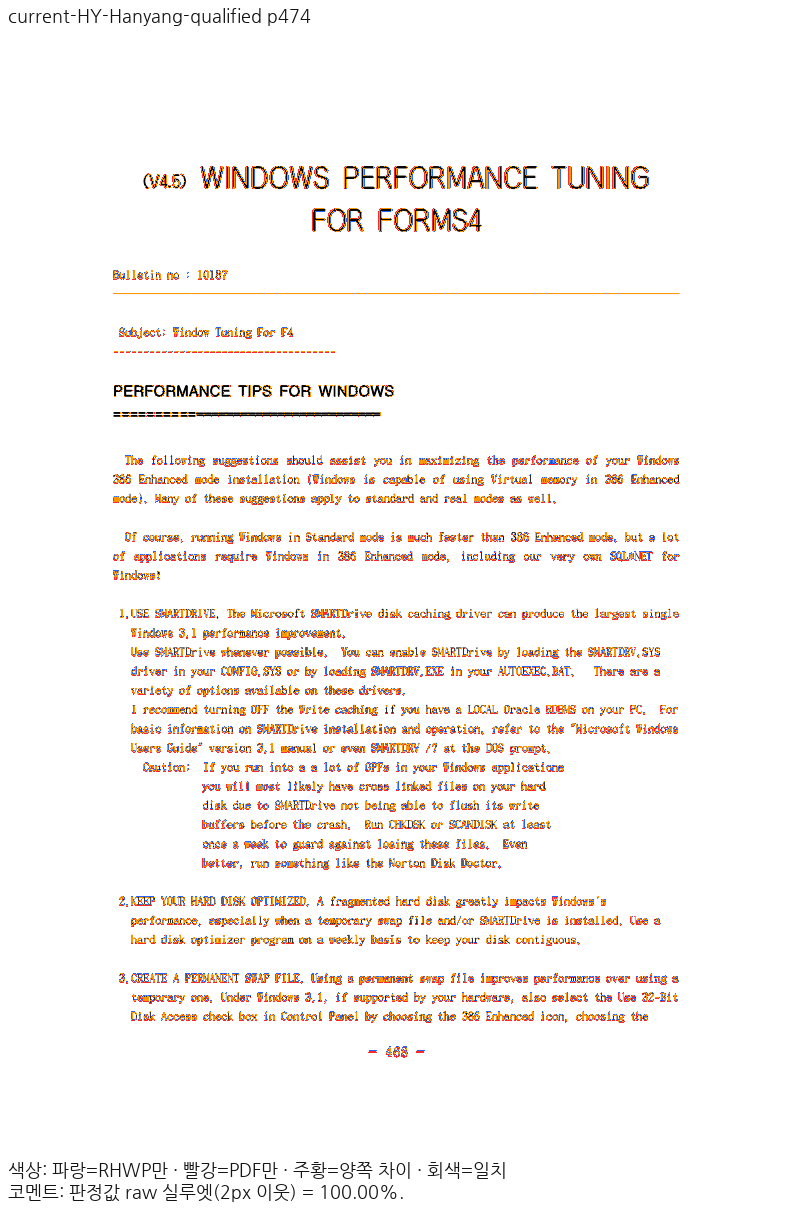 current-HY-Hanyang-qualified p474
(V4.5) WINDOWS PERFORMANCE TUNING
FOR FORMS4
Bulletin no : 10187
Subject: Window Tuning For F4
-------------------------------------
PERFORMANCE TIPS FOR WINDOWS
================================
The following suggestions should assist you in maximizing the performance of your Windows
386 Enhanced mode installation (Windows is capable of using Virtual memory in 386 Enhanced
mode). Many of these suggestions apply to standard and real modes as well.
Of course, running Windows in Standard mode is much faster than 386 Enhanced mode, but a lot
of applications require Windows in 386 Enhanced mode, including our very own SQL*NET for
Windows!
1.USE SMARTDRIVE. The Microsoft SMARTDrive disk caching driver can produce the largest single
Windows 3.1 performance improvement.
Use SMARTDrive whenever possible. You can enable SMARTDrive by loading the SMARTDRV.SYS
driver in your CONFIG.SYS or by loading SMARTDRV.EXE in your AUTOEXEC.BAT. There are a
variety of options available on these drivers.
I recommend turning OFF the Write caching if you have a LOCAL Oracle RDBMS on your PC. For
basic information on SMARTDrive installation and operation, refer to the "Microsoft Windows
Users Guide" version 3.1 manual or even SMARTDRV /? at the DOS prompt.
Caution: If you run into a a lot of GPFs in your Windows applications
you will most likely have cross linked files on your hard
disk due to SMARTDrive not being able to flush its write
buffers before the crash. Run CHKDSK or SCANDISK at least
once a week to guard against losing these files. Even
better, run something like the Norton Disk Doctor.
2.KEEP YOUR HARD DISK OPTIMIZED. A fragmented hard disk greatly impacts Windows's
performance, especially when a temporary swap file and/or SMARTDrive is installed. Use a
hard disk optimizer program on a weekly basis to keep your disk contiguous.
3.CREATE A PERMANENT SWAP FILE. Using a permanent swap file improves performance over using a
temporary one. Under Windows 3.1, if supported by your hardware, also select the Use 32-Bit
Disk Access check box in Control Panel by choosing the 386 Enhanced icon, choosing the
- 468 -
색상: 파랑=RHWP만 · 빨강=PDF만 · 주황=양쪽 차이 · 회색=일치
코멘트: 판정값 raw 실루엣(2px 이웃) = 100.00%.